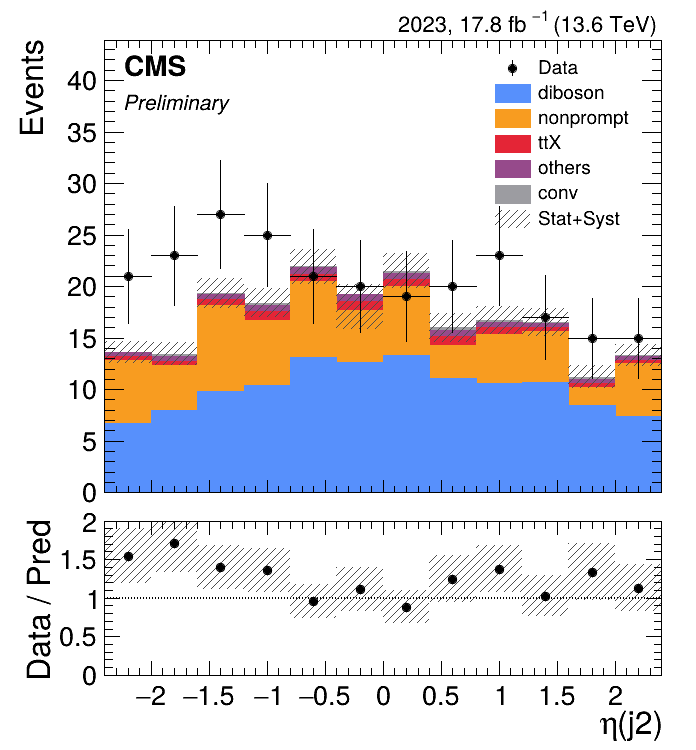 2023, 17.8 fb⁻¹ (13.6 TeV)
CMS
Preliminary
Data
diboson
nonprompt
ttX
others
conv
Stat+Syst
Events
40
35
30
25
20
15
10
5
0
Data / Pred
2
1.5
1
0.5
0
−2 −1.5 −1 −0.5 0 0.5 1 1.5 2
η(j2)